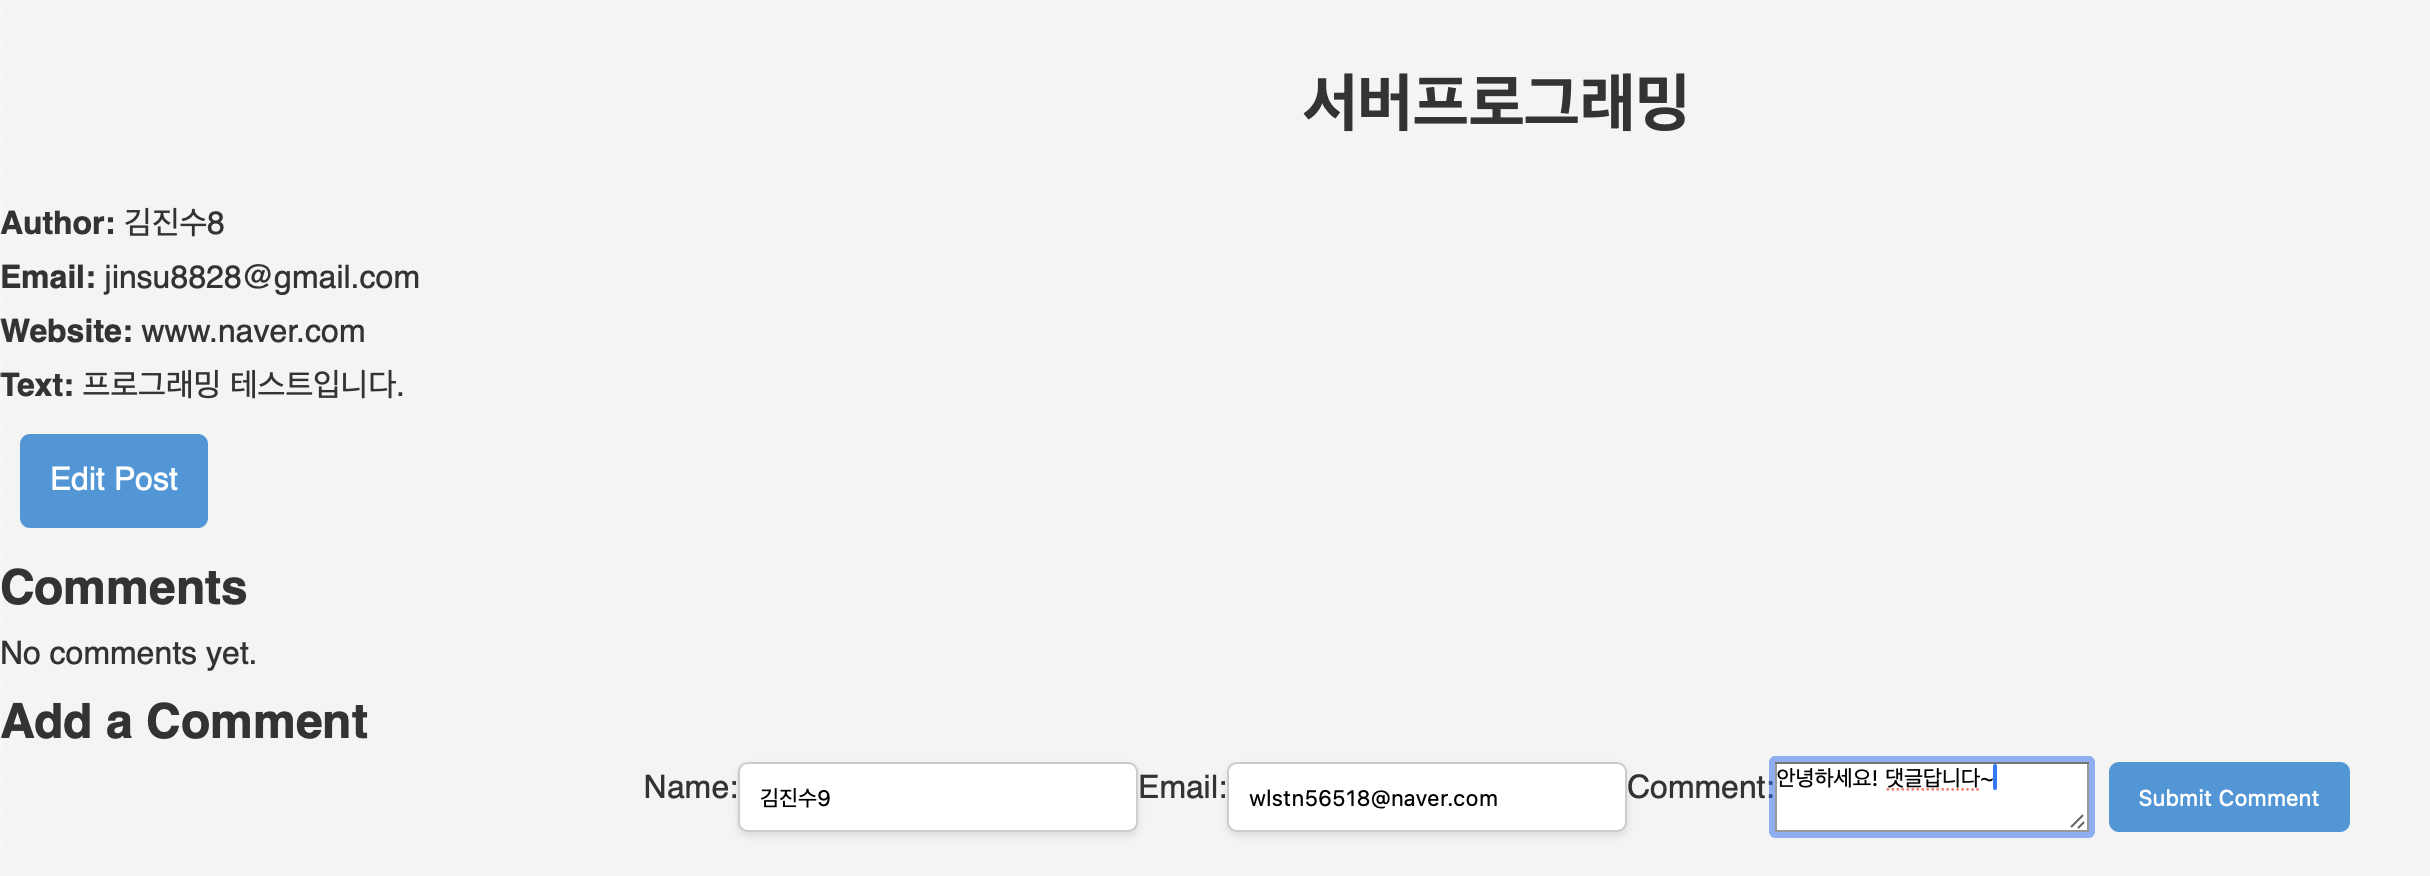 서버프로그래밍
Author: 김진수8
Email: jinsu8828@gmail.com
Website: www.naver.com
Text: 프로그래밍 테스트입니다.
Edit Post
Comments
No comments yet.
Add a Comment
Name: 김진수9 Email: wlstn56518@naver.com Comment: 안녕하세요! 댓글답니다~ Submit Comment